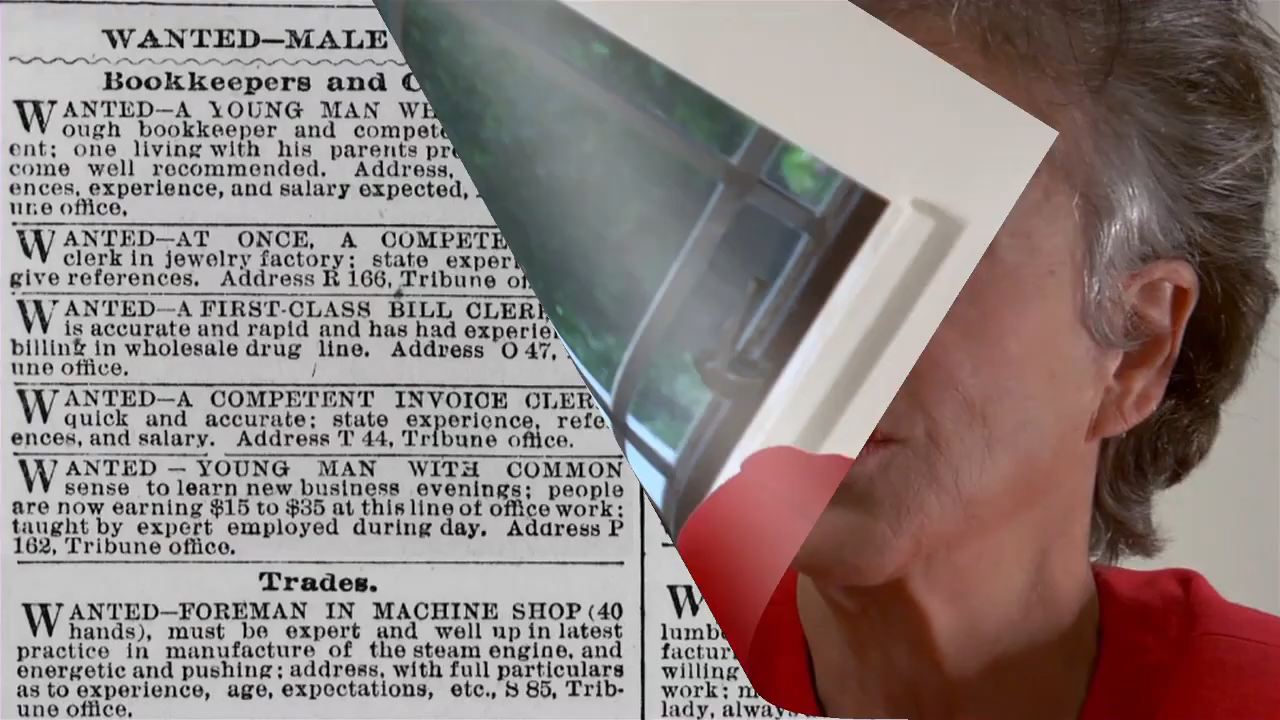 WANTED—MALE
Bookkeepers and
WANTED—A YOUNG MAN
ough bookkeeper and
ent; one living with his parents
come well recommended. Address,
ences, experience, and salary expected,
une office.
WANTED—AT ONCE, A
clerk in jewelry factory; state
give references. Address R 166, Tribune
WANTED—A FIRST-CLASS BILL
is accurate and rapid and has had
billing in wholesale drug line. Address O 47,
une office.
WANTED—A COMPETENT INVOICE
quick and accurate; state experience,
ences, and salary. Address T 44, Tribune office.
WANTED—YOUNG MAN WITH COMMON
sense to learn new business evenings; people
are now earning $15 to $35 at this line of office work;
taught by expert employed during day. Address P
162, Tribune office.
Trades.
WANTED—FOREMAN IN MACHINE SHOP (40
hands), must be expert and well up in latest
practice in manufacture of the steam engine, and
energetic and pushing; address, with full particulars
as to experience, age, expectations, etc., S 85, Trib-
une office.
W
willing
work;
lady, always